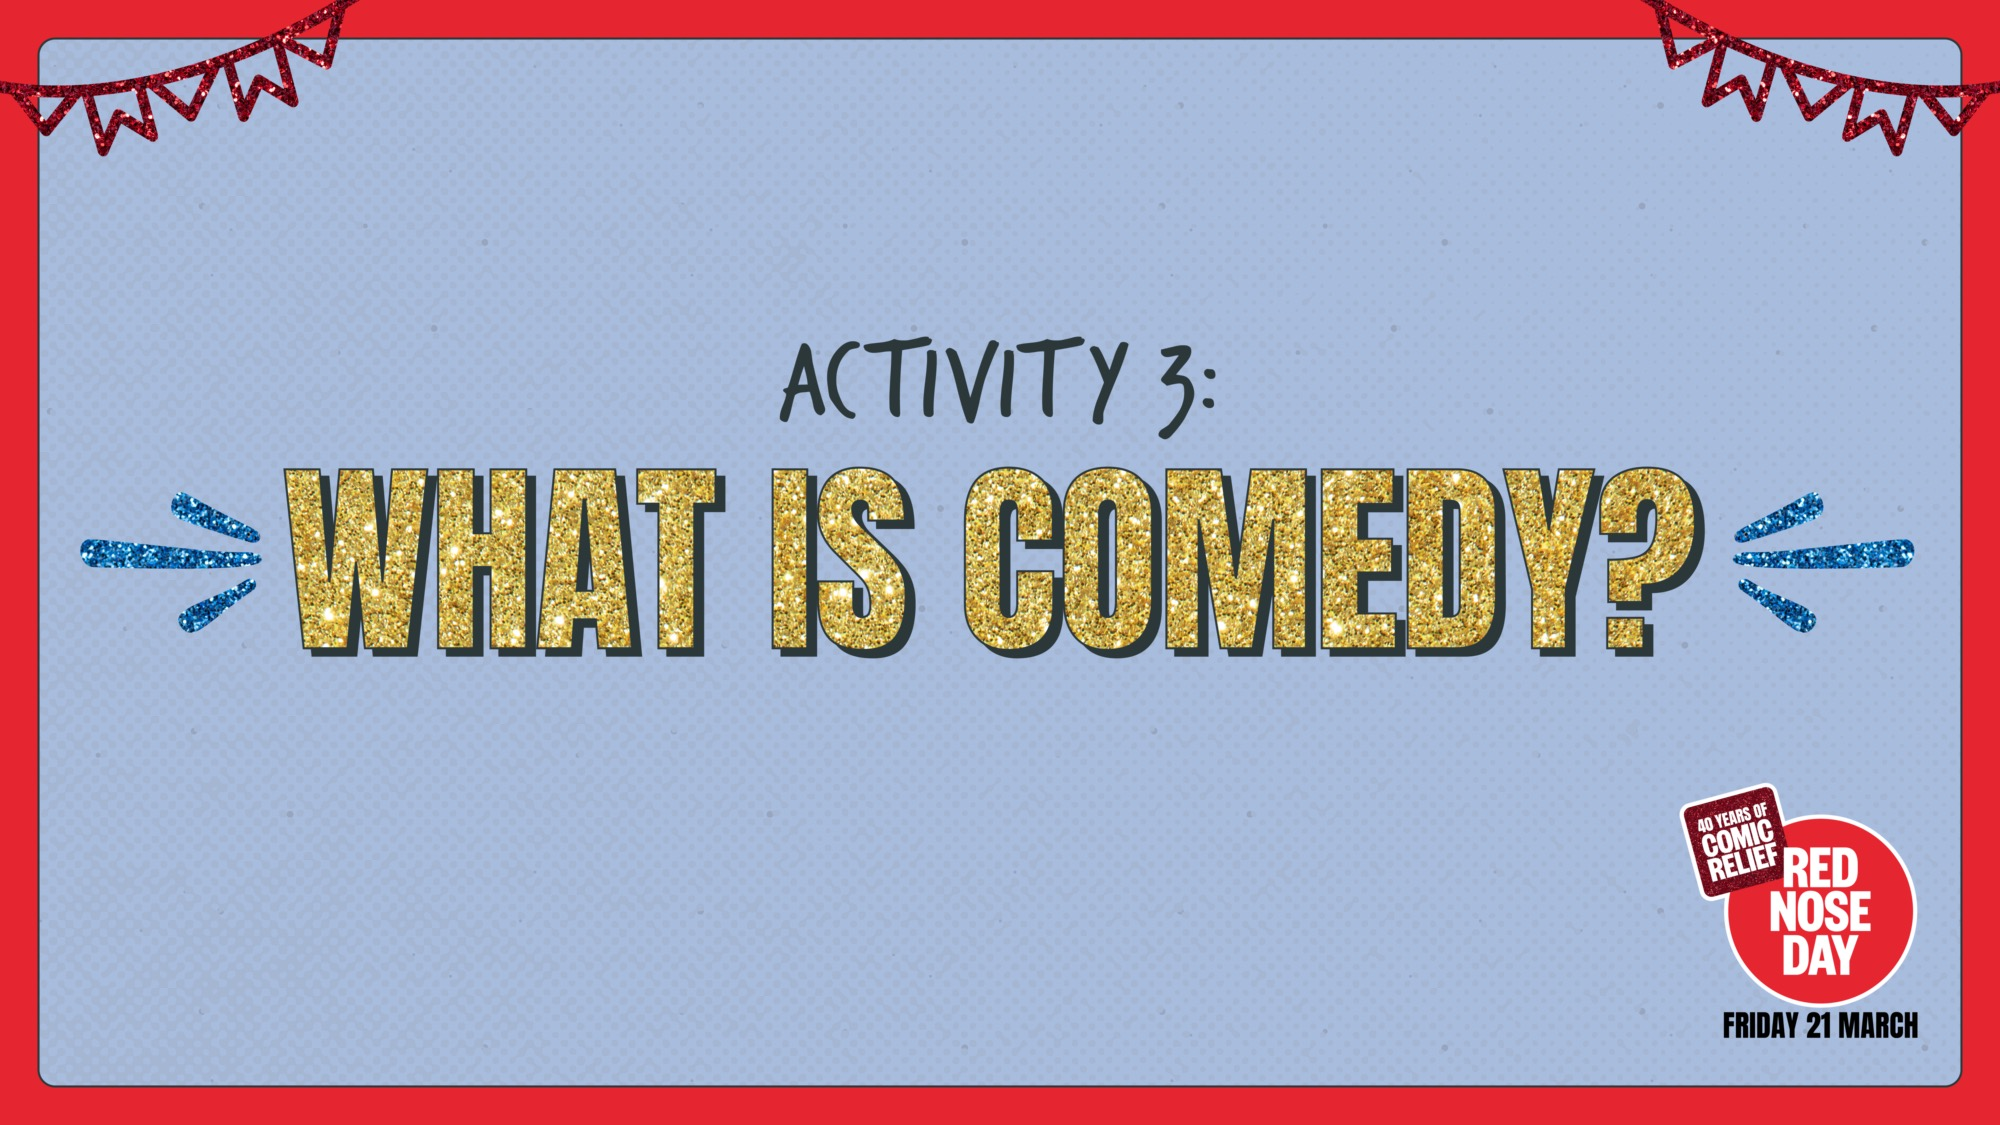 ACTIVITY 3:
WHAT IS COMEDY?
40 YEARS OF
COMIC
RELIEF
RED
NOSE
DAY
FRIDAY 21 MARCH